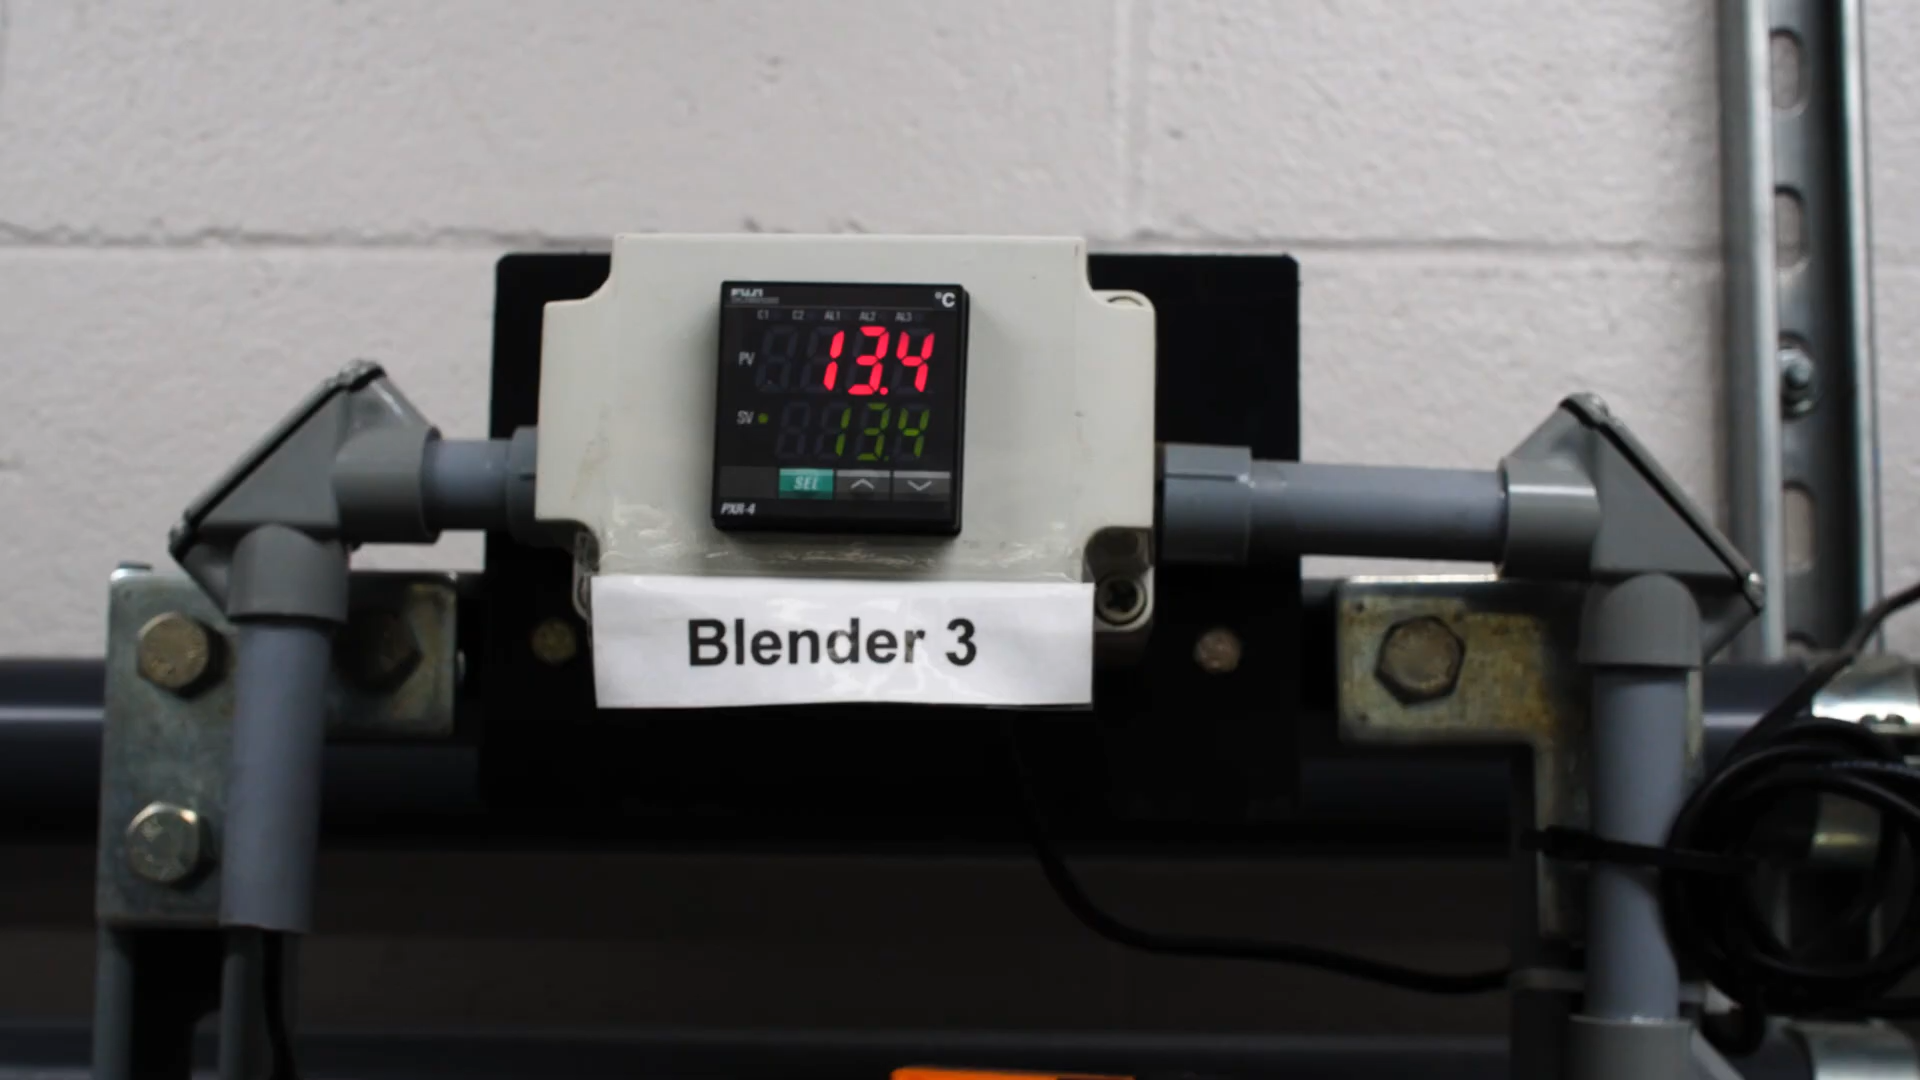 FUJI
°C
C1 C2 AL1 AL2 AL3
PV 13.4
SV 13.4
SEL
PXR-4
Blender 3